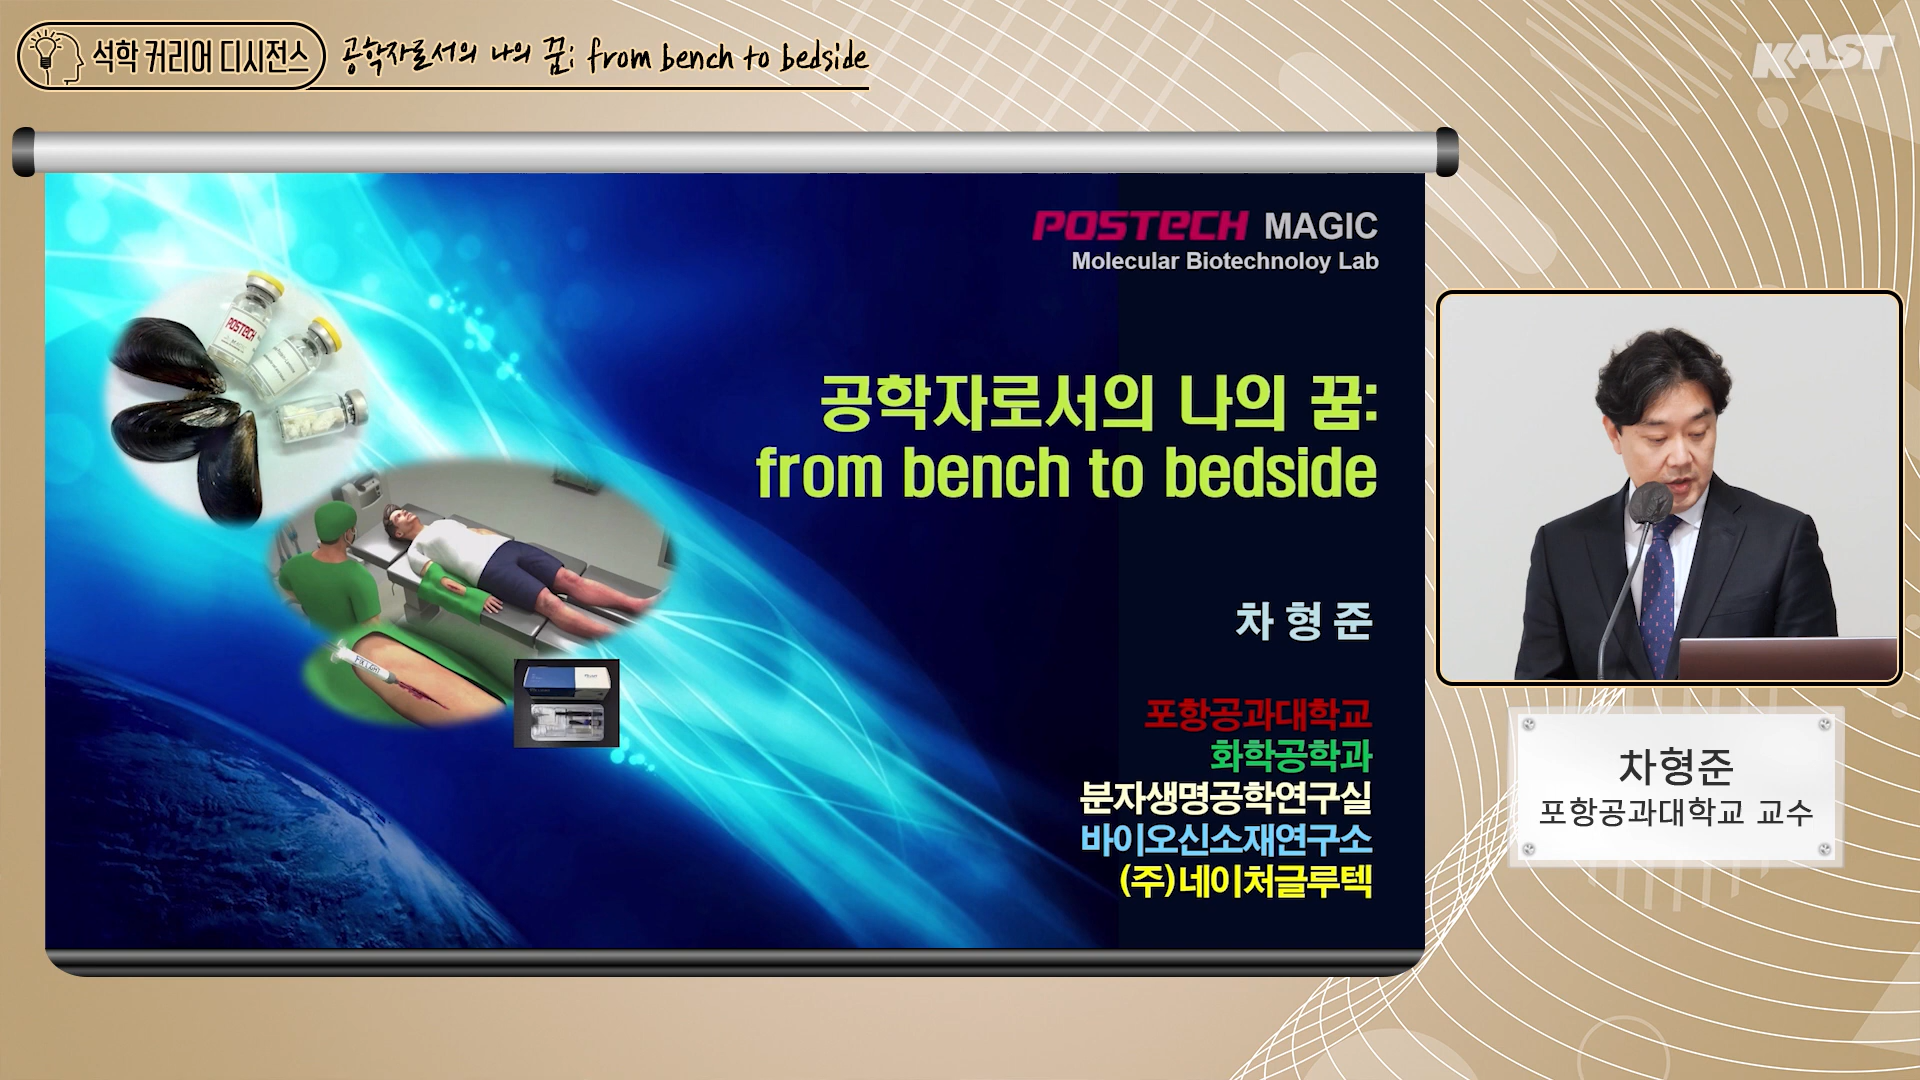 석학 커리어 디시전스
공학자로서의 나의 꿈: from bench to bedside
KAST
POSTECH MAGIC
Molecular Biotechnoloy Lab
POSTECH
공학자로서의 나의 꿈:
from bench to bedside
차 형 준
포항공과대학교
화학공학과
분자생명공학연구실
바이오신소재연구소
(주)네이처글루텍
차형준
포항공과대학교 교수